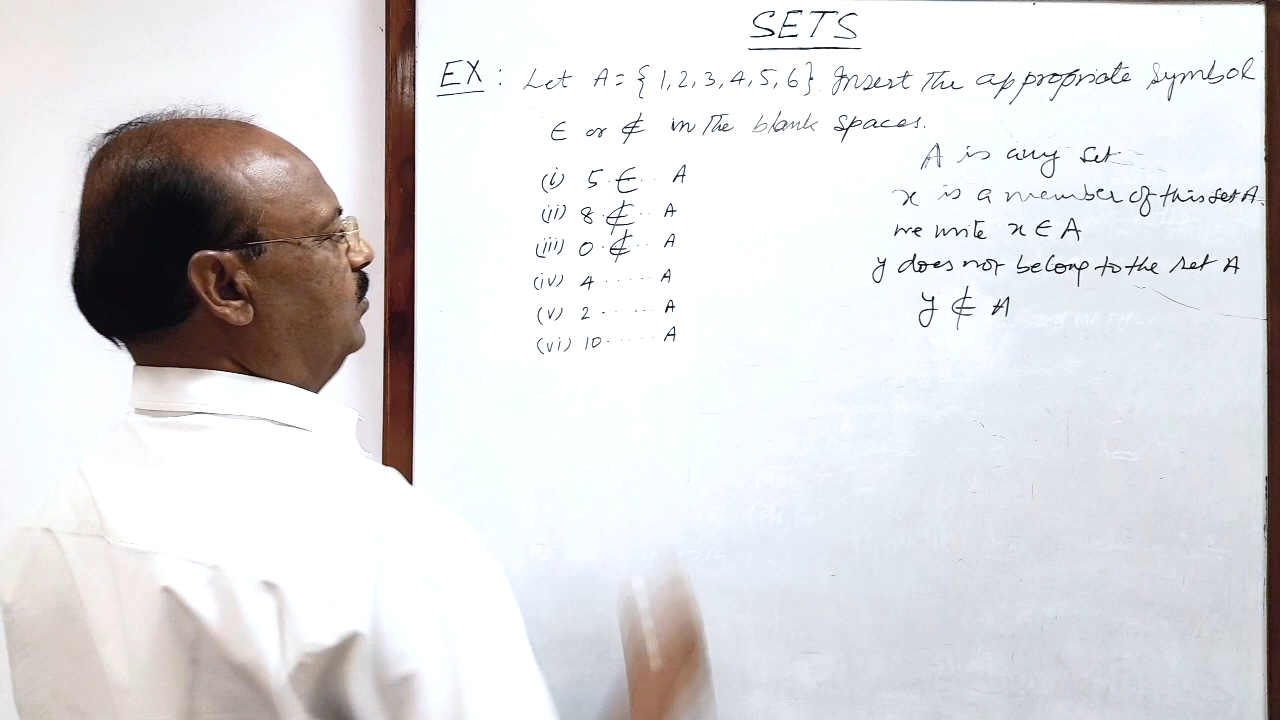 SETS
EX : Let A = { 1, 2, 3, 4, 5, 6 } Insert the appropriate symbol
∈ or ∉ in the blank spaces.
(i) 5 .∈.. A
(ii) 8 .∉.. A
(iii) 0 .∉.. A
(iv) 4 ...... A
(v) 2 ...... A
(vi) 10 ...... A
A is any set
x is a member of this set A.
we write x ∈ A
y does not belong to the set A
y ∉ A